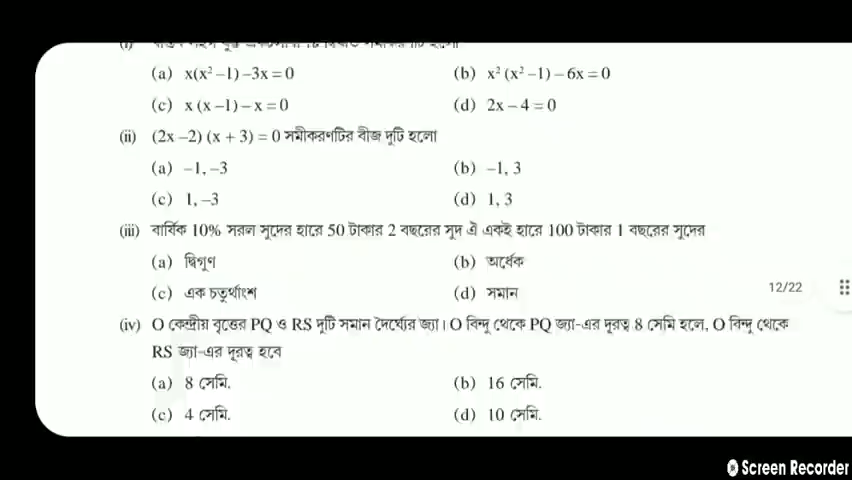 (i)
(a) x(x² –1) –3x = 0 (b) x² (x² –1) – 6x = 0
(c) x (x –1) – x = 0 (d) 2x – 4 = 0
(ii) (2x –2) (x + 3) = 0 সমীকরণটির বীজ দুটি হলো
(a) –1, –3 (b) –1, 3
(c) 1, –3 (d) 1, 3
(iii) বার্ষিক 10% সরল সুদের হারে 50 টাকার 2 বছরের সুদ ঐ একই হারে 100 টাকার 1 বছরের সুদের
(a) দ্বিগুণ (b) অর্ধেক
(c) এক চতুর্থাংশ (d) সমান
12/22
(iv) O কেন্দ্রীয় বৃত্তের PQ ও RS দুটি সমান দৈর্ঘ্যের জ্যা। O বিন্দু থেকে PQ জ্যা-এর দূরত্ব 8 সেমি হলে, O বিন্দু থেকে
RS জ্যা-এর দূরত্ব হবে
(a) 8 সেমি. (b) 16 সেমি.
(c) 4 সেমি. (d) 10 সেমি.
Screen Recorder